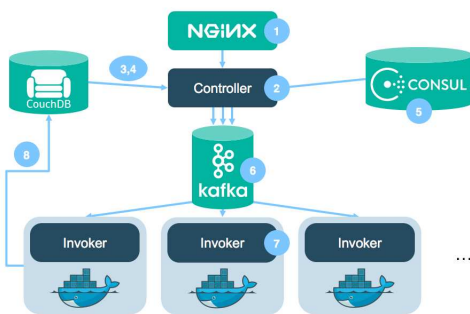 NGINX
1
3,4
Controller
2
CouchDB
CONSUL
5
kafka
6
8
Invoker
Invoker
7
Invoker
...